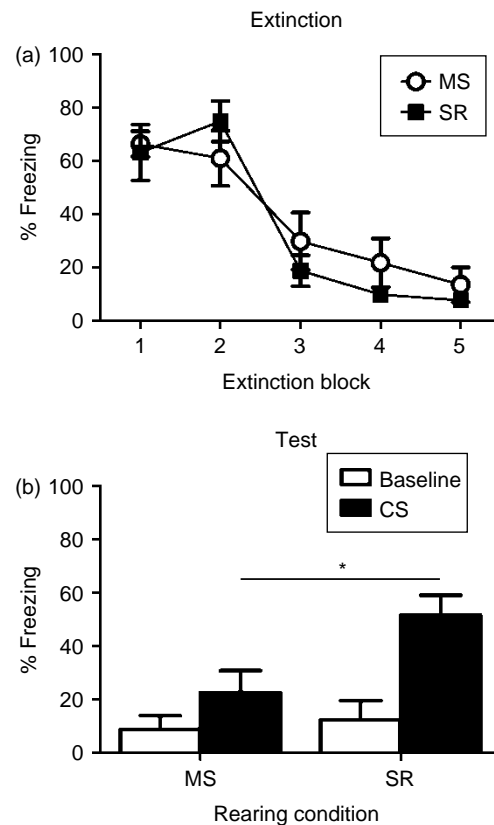 Extinction
(a)
MS
SR
100
80
60
40
20
0
% Freezing
1 2 3 4 5
Extinction block
Test
(b)
Baseline
CS
100
80
60
40
20
0
% Freezing
*
MS SR
Rearing condition